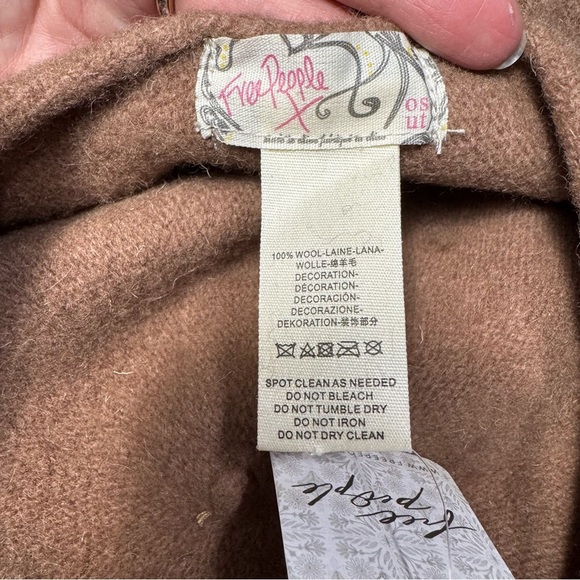 Free People
os
ut
Made in china fabriqué en chine
100% WOOL-LAINE-LANA-
WOLLE-绵羊毛
DECORATION-
DÉCORATION-
DECORACIÓN-
DECORAZIONE-
DEKORATION-装饰部分
SPOT CLEAN AS NEEDED
DO NOT BLEACH
DO NOT TUMBLE DRY
DO NOT IRON
DO NOT DRY CLEAN
free
people